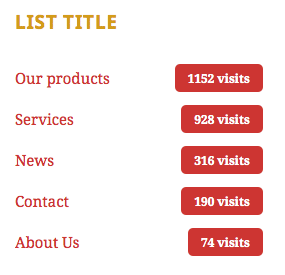 LIST TITLE
Our products 1152 visits
Services 928 visits
News 316 visits
Contact 190 visits
About Us 74 visits